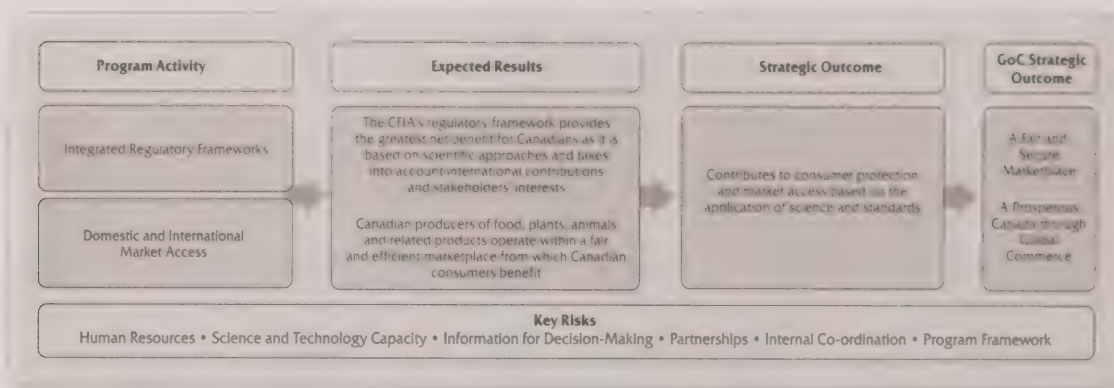 Program Activity
Integrated Regulatory Frameworks
Domestic and International
Market Access
Expected Results
The CFIA's regulatory framework provides
the greatest net benefit for Canadians as it is
based on scientific approaches and takes
into account international contributions
and stakeholders' interests
Canadian producers of food, plants, animals
and related products operate within a fair
and efficient marketplace from which Canadian
consumers benefit
Strategic Outcome
Contributes to consumer protection
and market access based on the
application of science and standards
GoC Strategic
Outcome
A Fair and
Secure
Marketplace
A Prosperous
Canada through
Global
Commerce
Key Risks
Human Resources • Science and Technology Capacity • Information for Decision-Making • Partnerships • Internal Co-ordination • Program Framework